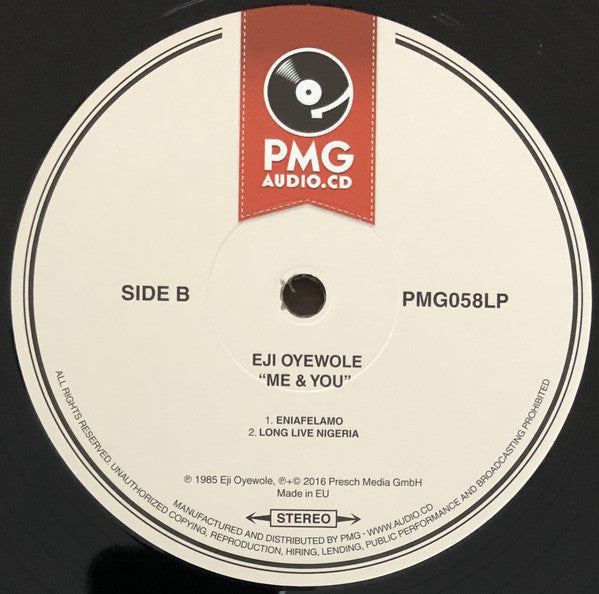 PMG
AUDIO.CD
SIDE B
PMG058LP
EJI OYEWOLE
“ME & YOU”
1. ENIAFELAMO
2. LONG LIVE NIGERIA
℗ 1985 Eji Oyewole, ℗+© 2016 Presch Media GmbH
Made in EU
STEREO
MANUFACTURED AND DISTRIBUTED BY PMG - WWW.AUDIO.CD
ALL RIGHTS RESERVED. UNAUTHORIZED COPYING, REPRODUCTION, HIRING, LENDING, PUBLIC PERFORMANCE AND BROADCASTING PROHIBITED